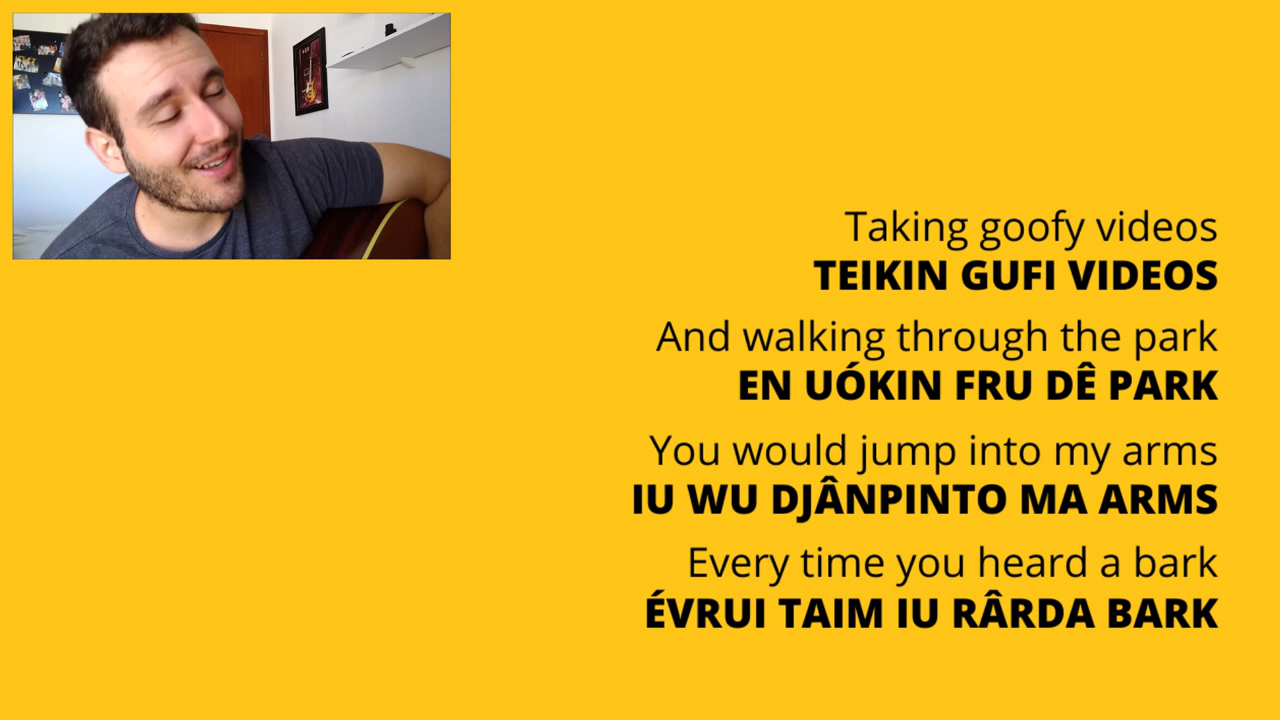 Taking goofy videos
TEIKIN GUFI VIDEOS
And walking through the park
EN UÓKIN FRU DÊ PARK
You would jump into my arms
IU WU DJÂNPINTO MA ARMS
Every time you heard a bark
ÉVRUI TAIM IU RÂRDA BARK